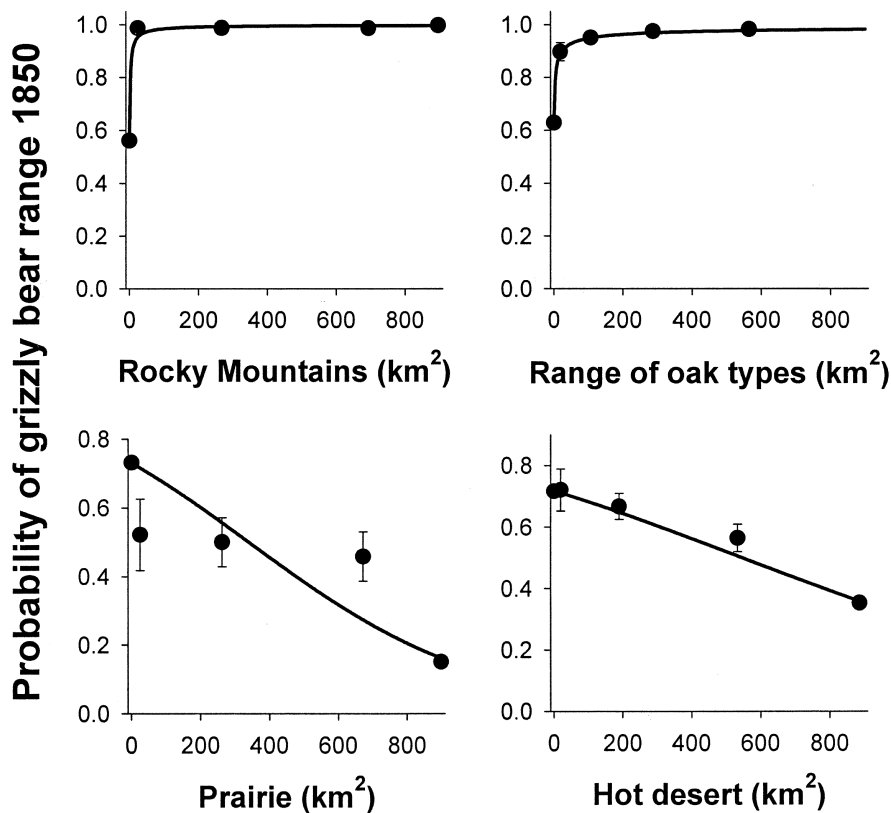 Probability of grizzly bear range 1850
1.0
0.8
0.6
0.4
0.2
0.0
0 200 400 600 800
Rocky Mountains (km²)
1.0
0.8
0.6
0.4
0.2
0.0
0 200 400 600 800
Range of oak types (km²)
0.8
0.6
0.4
0.2
0.0
0 200 400 600 800
Prairie (km²)
0.8
0.6
0.4
0.2
0.0
0 200 400 600 800
Hot desert (km²)